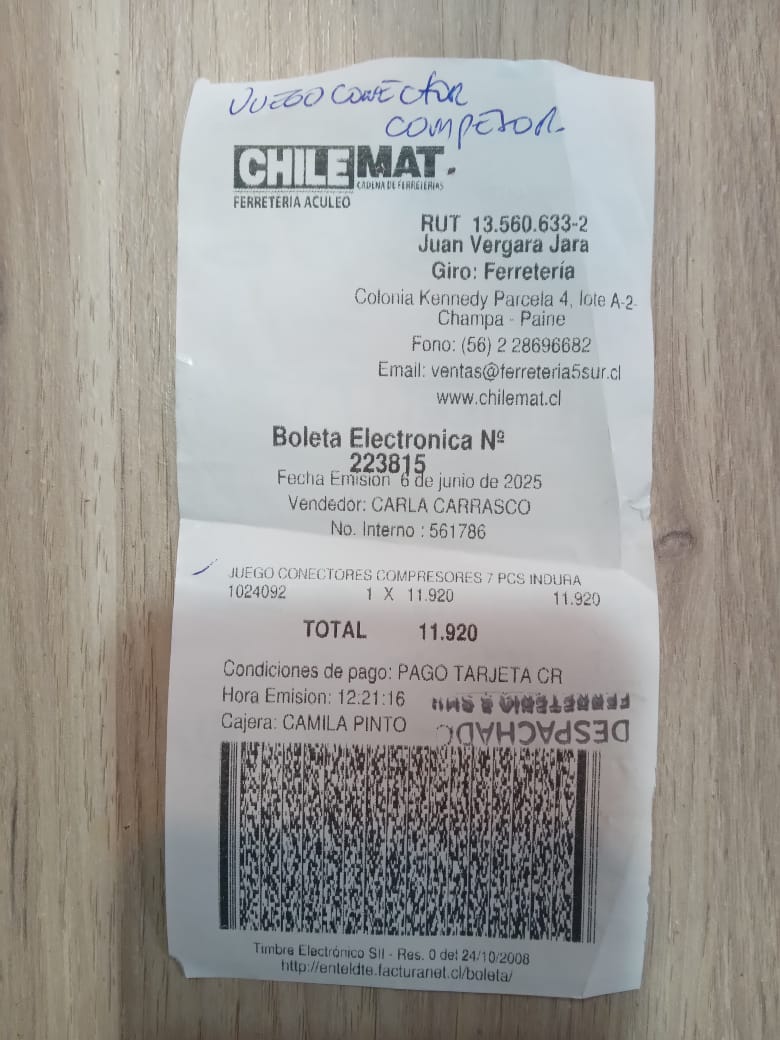 JUEGO CONECTOR
COMPESOR.
CHILEMAT
CADENA DE FERRETERIAS
FERRETERIA ACULEO
RUT 13.560.633-2
Juan Vergara Jara
Giro: Ferretería
Colonia Kennedy Parcela 4, lote A-2-
Champa - Paine
Fono: (56) 2 28696682
Email: ventas@ferreteria5sur.cl
www.chilemat.cl
Boleta Electronica Nº
223815
Fecha Emision 6 de junio de 2025
Vendedor: CARLA CARRASCO
No. Interno : 561786
JUEGO CONECTORES COMPRESORES 7 PCS INDURA
1024092 1 X 11.920 11.920
TOTAL 11.920
Condiciones de pago: PAGO TARJETA CR
Hora Emision: 12:21:16
Cajera: CAMILA PINTO
DESPACHADO
FERRETERIA 5 SUR
Timbre Electrónico SII - Res. 0 del 24/10/2008
http://enteldte.facturanet.cl/boleta/